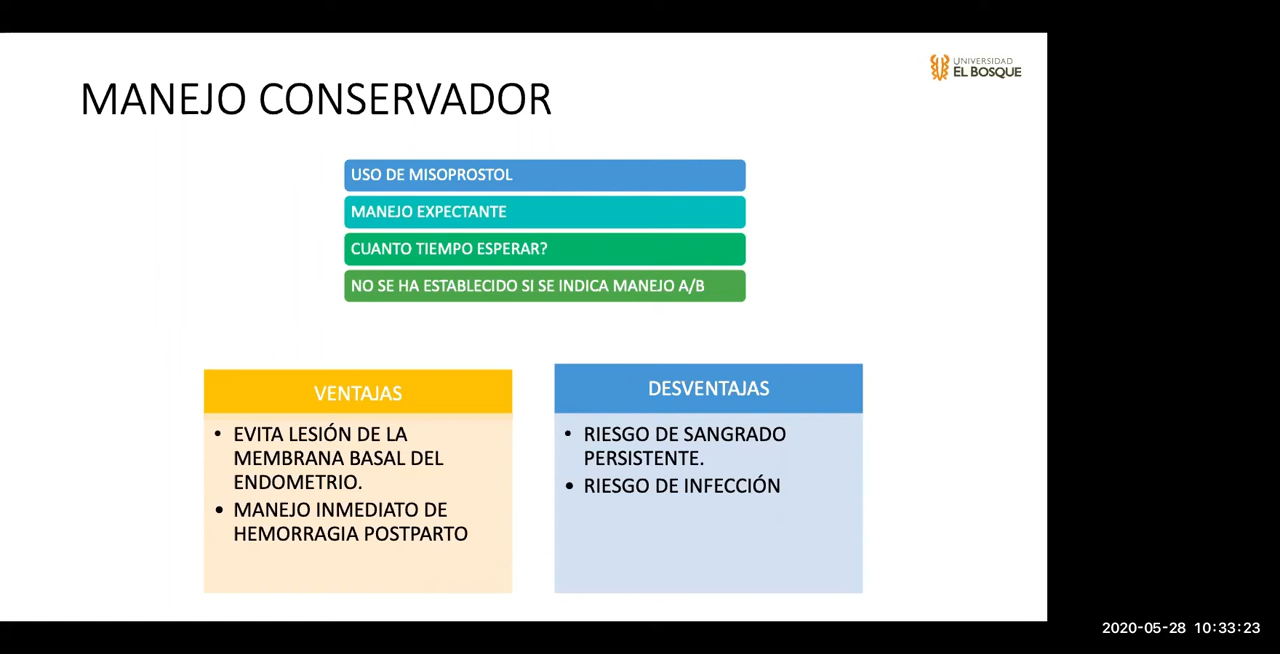 UNIVERSIDAD
EL BOSQUE
MANEJO CONSERVADOR
USO DE MISOPROSTOL
MANEJO EXPECTANTE
CUANTO TIEMPO ESPERAR?
NO SE HA ESTABLECIDO SI SE INDICA MANEJO A/B
VENTAJAS
• EVITA LESIÓN DE LA
MEMBRANA BASAL DEL
ENDOMETRIO.
• MANEJO INMEDIATO DE
HEMORRAGIA POSTPARTO
DESVENTAJAS
• RIESGO DE SANGRADO
PERSISTENTE.
• RIESGO DE INFECCIÓN
2020-05-28 10:33:23